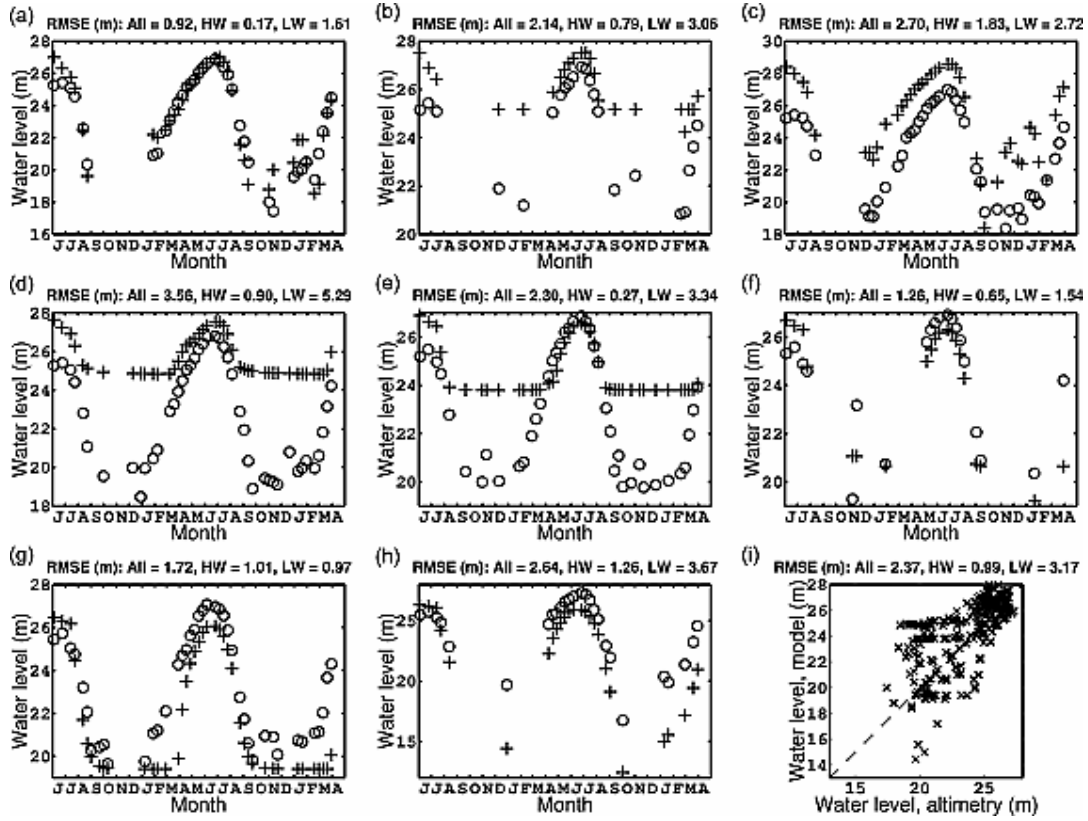 (a) RMSE (m): All = 0.92, HW = 0.17, LW = 1.61
(b) RMSE (m): All = 2.14, HW = 0.79, LW = 3.06
(c) RMSE (m): All = 2.70, HW = 1.83, LW = 2.72
28
26
24
22
20
18
16
Water level (m)
J J A S O N D J F M A M J J A S O N D J F M A
Month
28
26
24
22
20
Water level (m)
J J A S O N D J F M A M J J A S O N D J F M A
Month
30
28
26
24
22
20
18
Water level (m)
J J A S O N D J F M A M J J A S O N D J F M A
Month
(d) RMSE (m): All = 3.56, HW = 0.90, LW = 5.29
(e) RMSE (m): All = 2.30, HW = 0.27, LW = 3.34
(f) RMSE (m): All = 1.26, HW = 0.65, LW = 1.54
28
26
24
22
20
18
Water level (m)
J J A S O N D J F M A M J J A S O N D J F M A
Month
26
24
22
20
Water level (m)
J J A S O N D J F M A M J J A S O N D J F M A
Month
26
24
22
20
Water level (m)
J J A S O N D J F M A M J J A S O N D J F M A
Month
(g) RMSE (m): All = 1.72, HW = 1.01, LW = 0.97
(h) RMSE (m): All = 2.64, HW = 1.26, LW = 3.67
(i) RMSE (m): All = 2.37, HW = 0.99, LW = 3.17
28
26
24
22
20
Water level (m)
J J A S O N D J F M A M J J A S O N D J F M A
Month
25
20
15
Water level (m)
J J A S O N D J F M A M J J A S O N D J F M A
Month
28
26
24
22
20
18
16
14
Water level, model (m)
15 20 25
Water level, altimetry (m)